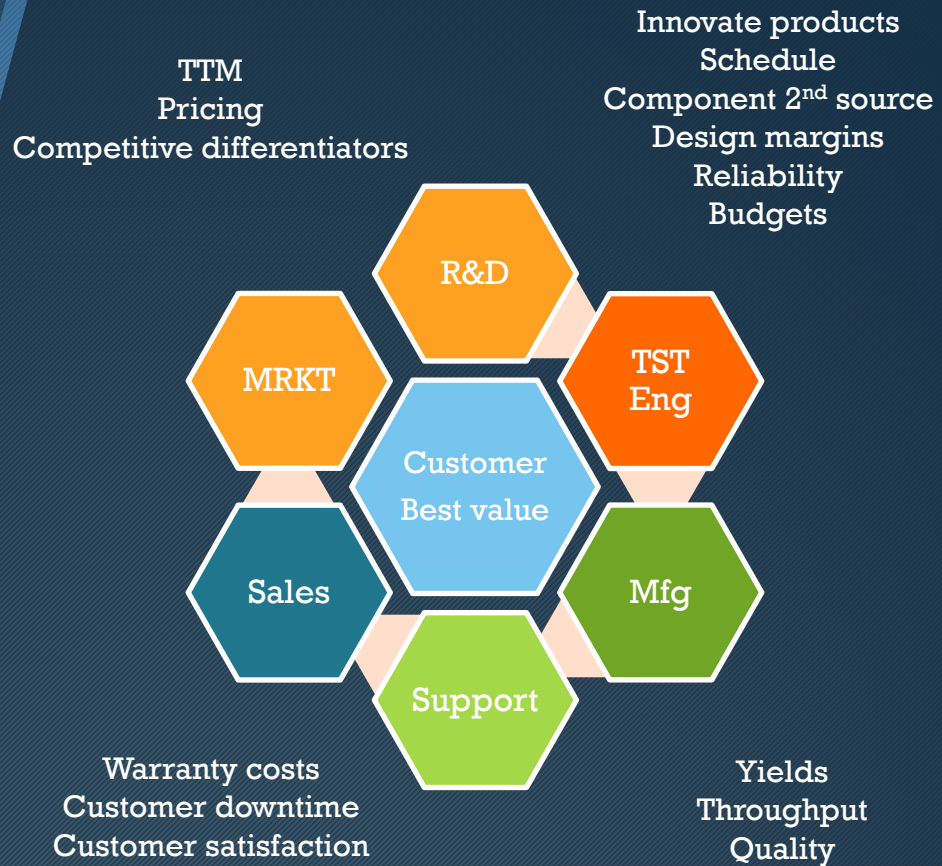 TTM
Pricing
Competitive differentiators
Innovate products
Schedule
Component 2nd source
Design margins
Reliability
Budgets
R&D
MRKT
TST
Eng
Customer
Best value
Sales
Mfg
Support
Warranty costs
Customer downtime
Customer satisfaction
Yields
Throughput
Quality